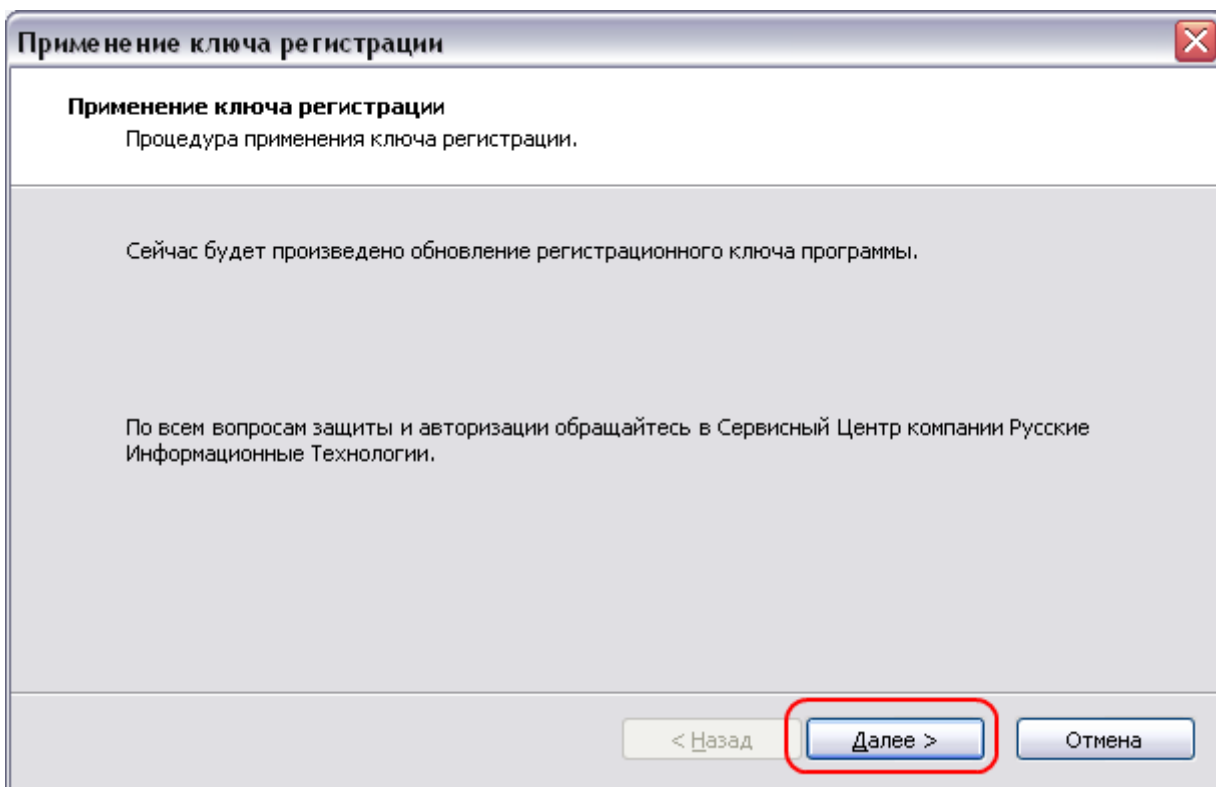 Применение ключа регистрации
Применение ключа регистрации
Процедура применения ключа регистрации.
Сейчас будет произведено обновление регистрационного ключа программы.
По всем вопросам защиты и авторизации обращайтесь в Сервисный Центр компании Русские
Информационные Технологии.
< Назад Далее > Отмена